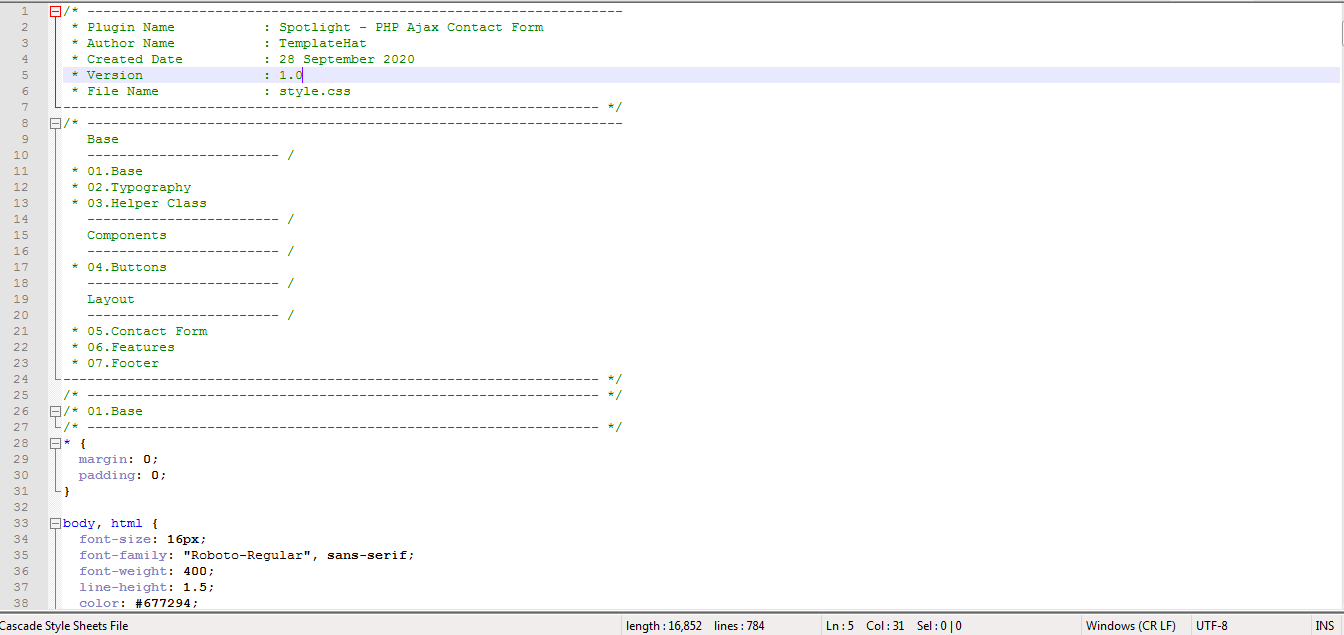 1 /* -------------------------------------------------------------------
2  * Plugin Name           : Spotlight - PHP Ajax Contact Form
3  * Author Name           : TemplateHat
4  * Created Date          : 28 September 2020
5  * Version               : 1.0
6  * File Name             : style.css
7 ------------------------------------------------------------------- */
8 /* -------------------------------------------------------------------
9    Base
10    ------------------------ /
11  * 01.Base
12  * 02.Typography
13  * 03.Helper Class
14    ------------------------ /
15    Components
16    ------------------------ /
17  * 04.Buttons
18    ------------------------ /
19    Layout
20    ------------------------ /
21  * 05.Contact Form
22  * 06.Features
23  * 07.Footer
24 ------------------------------------------------------------------- */
25 /* ---------------------------------------------------------------- */
26 /* 01.Base
27 /* ---------------------------------------------------------------- */
28 * {
29   margin: 0;
30   padding: 0;
31 }
32
33 body, html {
34   font-size: 16px;
35   font-family: "Roboto-Regular", sans-serif;
36   font-weight: 400;
37   line-height: 1.5;
38   color: #677294;
Cascade Style Sheets File length : 16,852 lines : 784 Ln : 5 Col : 31 Sel : 0 | 0 Windows (CR LF) UTF-8 INS